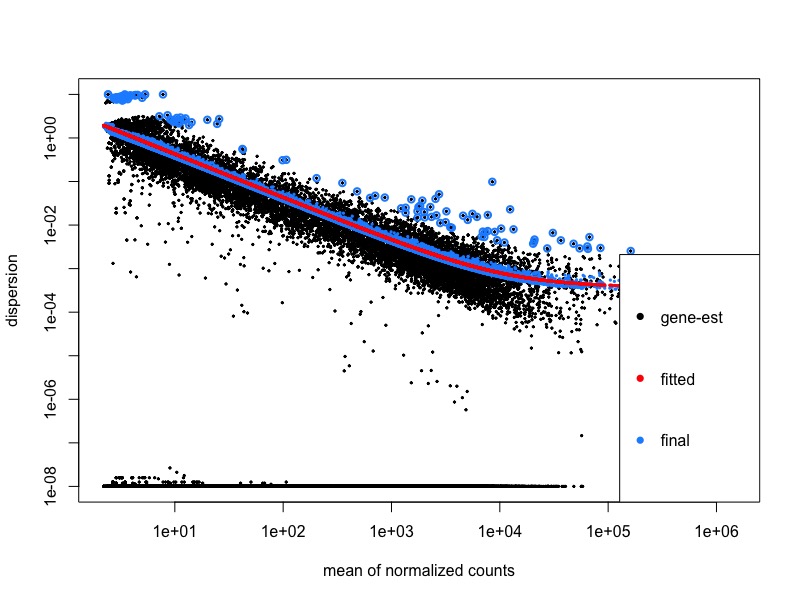 1e+00
1e-02
1e-04
1e-06
1e-08
dispersion
gene-est
fitted
final
1e+01
1e+02
1e+03
1e+04
1e+05
1e+06
mean of normalized counts